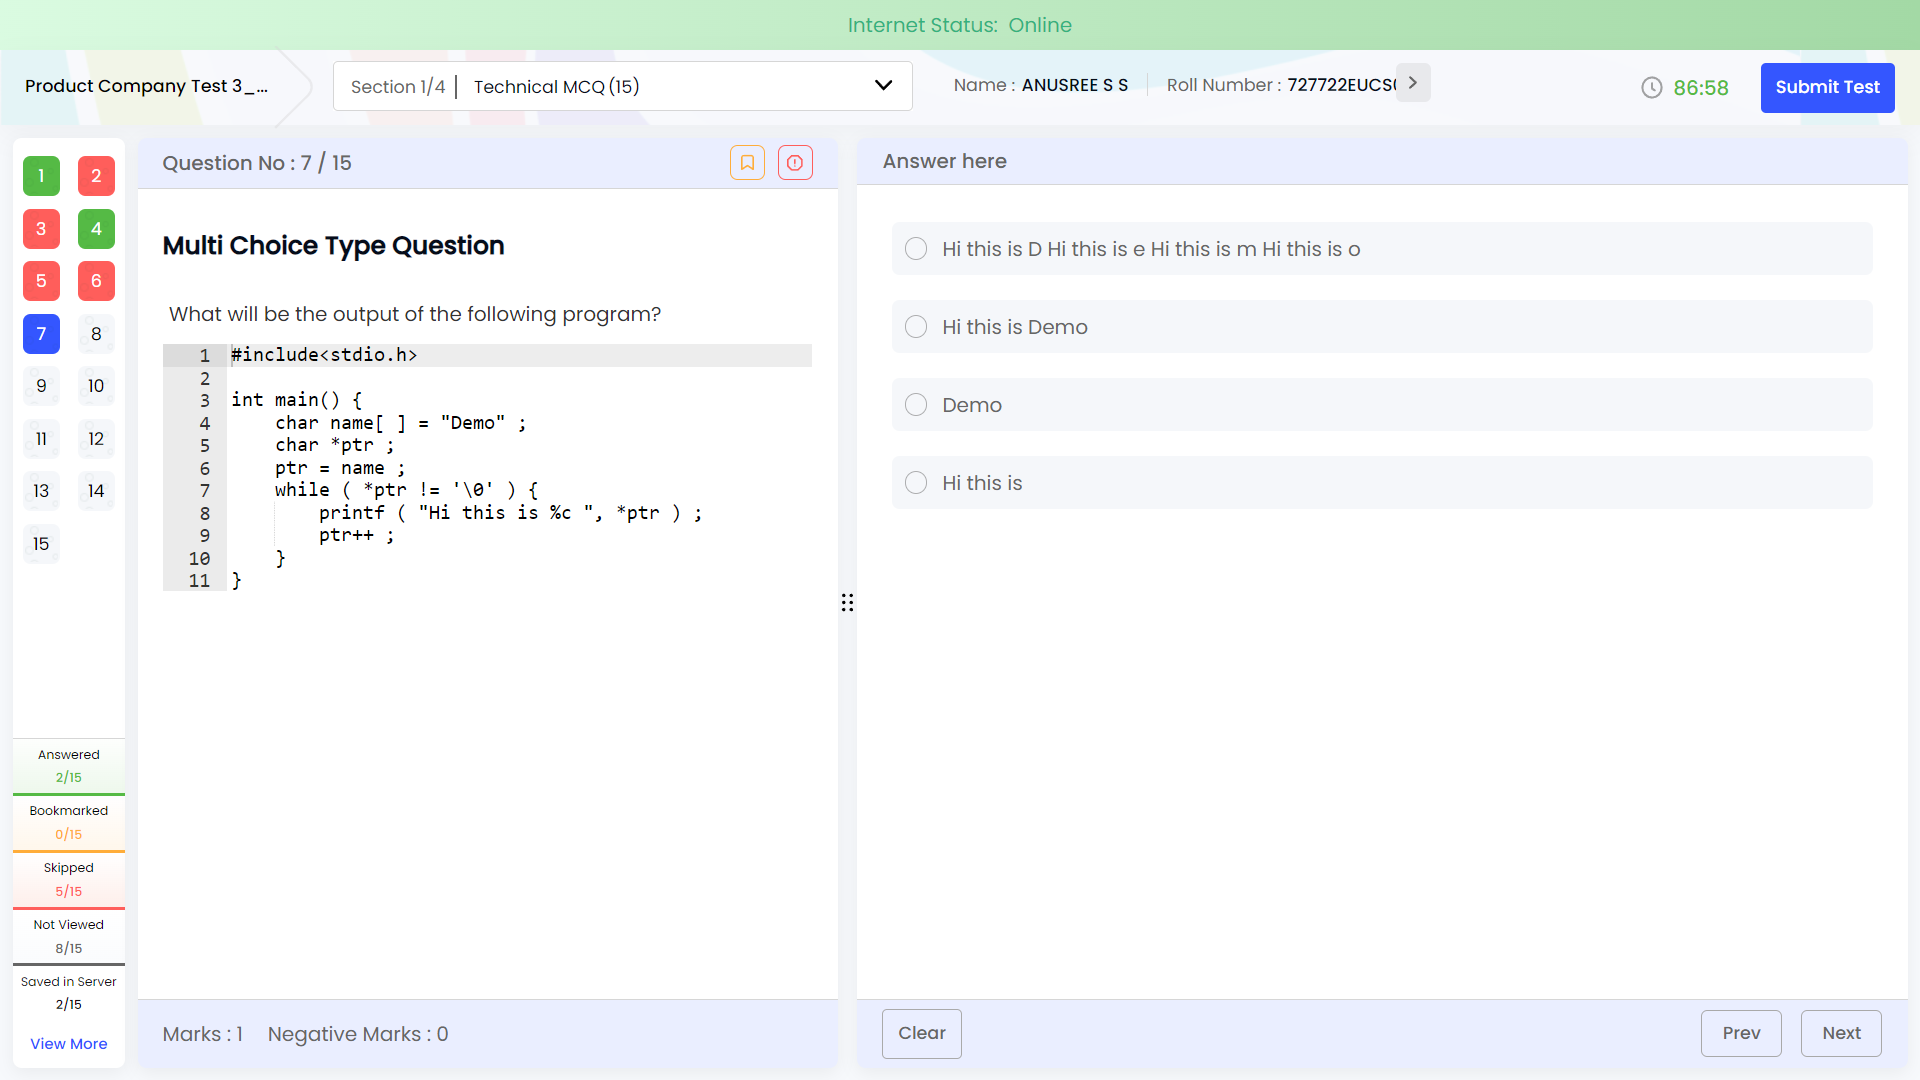 Internet Status: Online
Product Company Test 3_...
Section 1/4 | Technical MCQ (15)
Name : ANUSREE S S
Roll Number : 727722EUCS
86:58
Submit Test
1 2
3 4
5 6
7 8
9 10
11 12
13 14
15
Answered
2/15
Bookmarked
0/15
Skipped
5/15
Not Viewed
8/15
Saved in Server
2/15
View More
Question No : 7 / 15
Multi Choice Type Question
What will be the output of the following program?
1 #include<stdio.h>
2
3 int main() {
4 char name[ ] = "Demo" ;
5 char *ptr ;
6 ptr = name ;
7 while ( *ptr != '\0' ) {
8 printf ( "Hi this is %c ", *ptr ) ;
9 ptr++ ;
10 }
11 }
Marks : 1 Negative Marks : 0
Answer here
Hi this is D Hi this is e Hi this is m Hi this is o
Hi this is Demo
Demo
Hi this is
Clear
Prev
Next